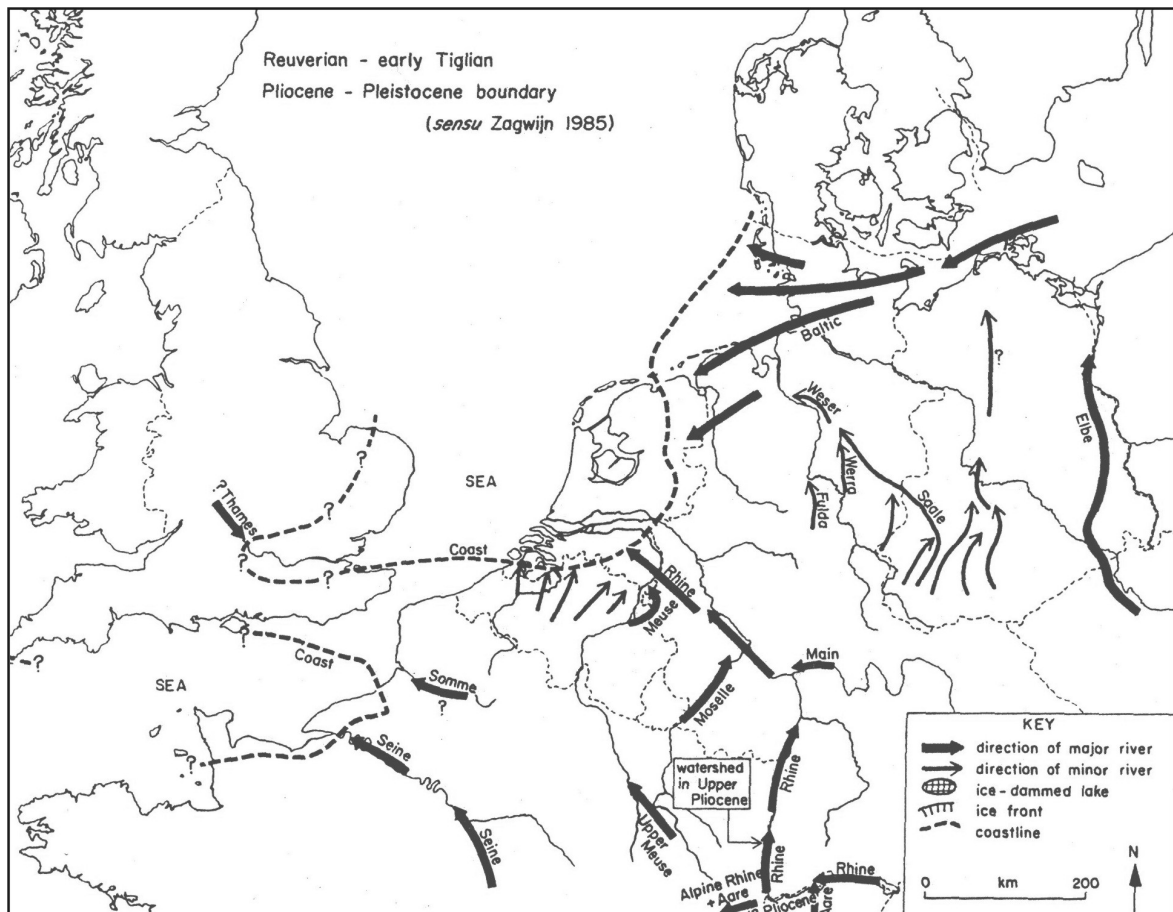 Reuverian - early Tiglian
Pliocene - Pleistocene boundary
(sensu Zagwijn 1985)
Baltic
Weser
Elbe
Werra
Fulda
Saale
?
SEA
?
?
?
Thames
?
?
?
Coast
Rhine
Meuse
?
Coast
?
SEA
Somme
?
Main
Moselle
Seine
?
watershed
in Upper
Pliocene
Rhine
Upper
Meuse
Seine
Rhine
Alpine Rhine
+ Aare
Pliocene
Aare
Rhine
KEY
direction of major river
direction of minor river
ice-dammed lake
ice front
coastline
N
0 km 200